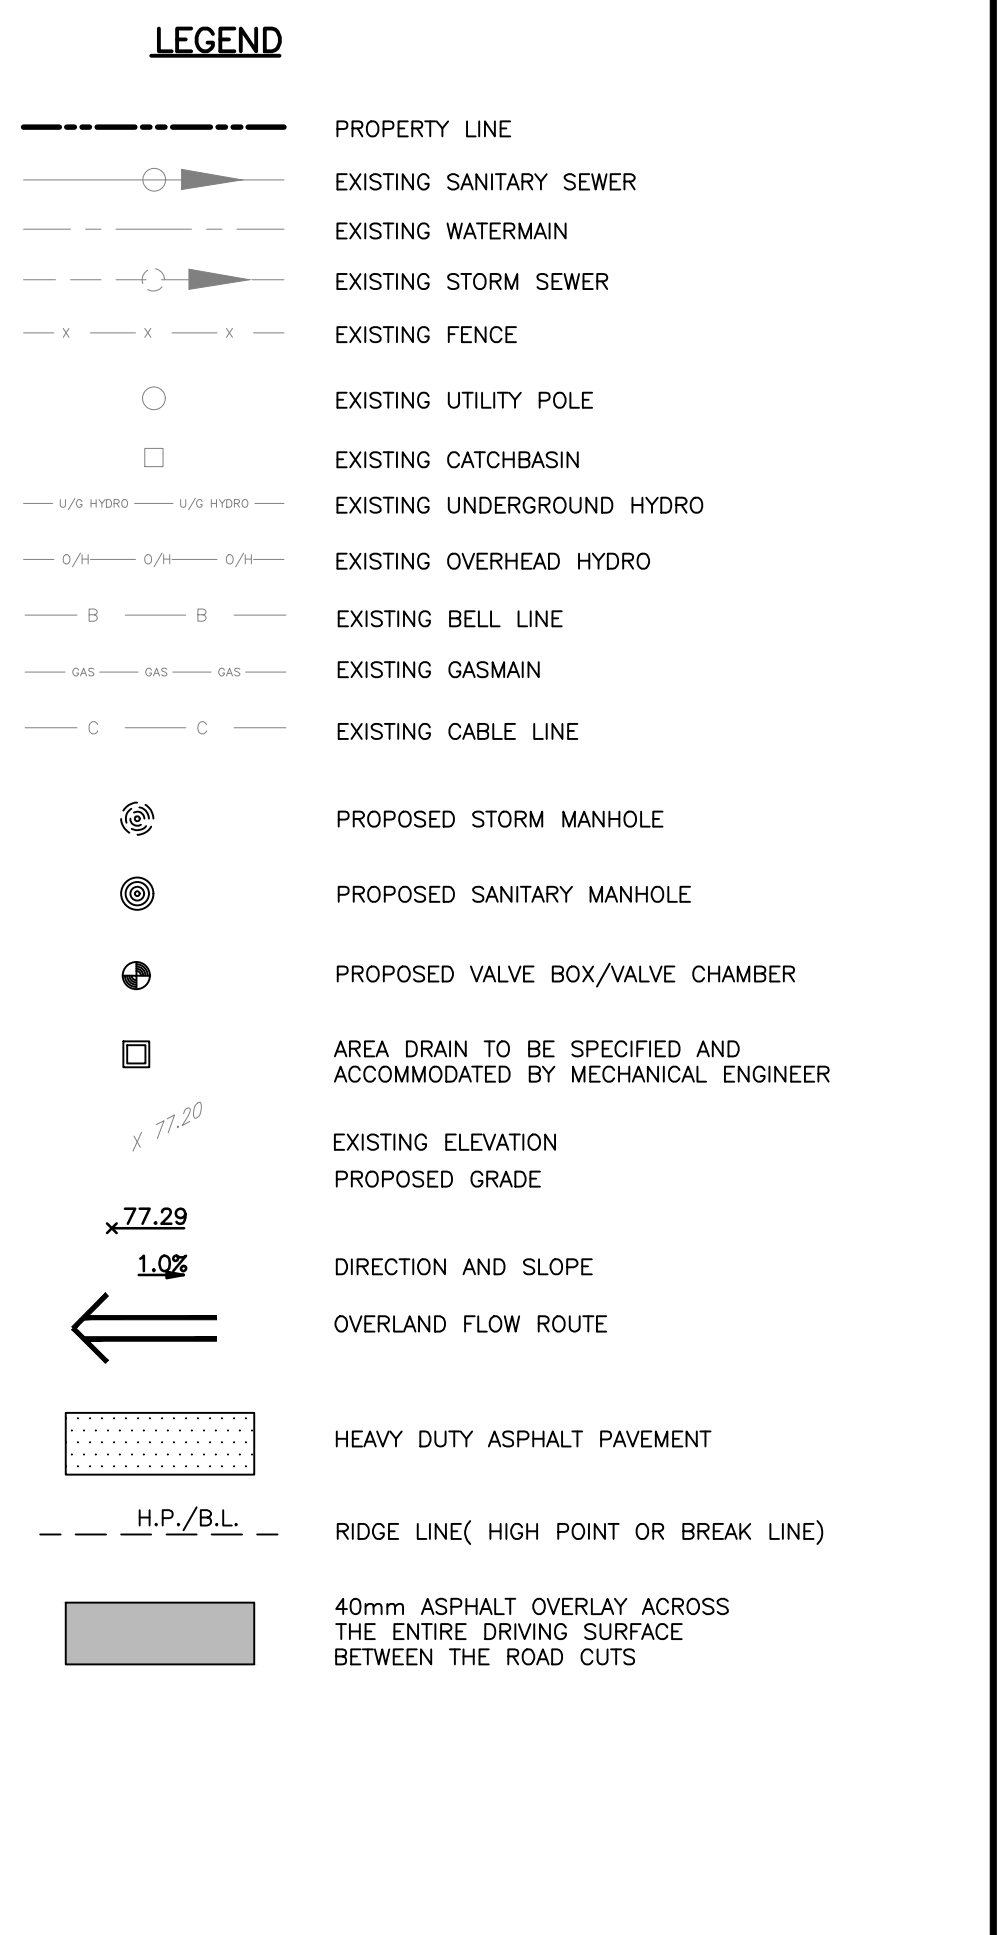 LEGEND
PROPERTY LINE
EXISTING SANITARY SEWER
EXISTING WATERMAIN
EXISTING STORM SEWER
X X X EXISTING FENCE
EXISTING UTILITY POLE
EXISTING CATCHBASIN
U/G HYDRO U/G HYDRO EXISTING UNDERGROUND HYDRO
O/H O/H O/H EXISTING OVERHEAD HYDRO
B B EXISTING BELL LINE
GAS GAS GAS EXISTING GASMAIN
C C EXISTING CABLE LINE
PROPOSED STORM MANHOLE
PROPOSED SANITARY MANHOLE
PROPOSED VALVE BOX/VALVE CHAMBER
AREA DRAIN TO BE SPECIFIED AND
ACCOMMODATED BY MECHANICAL ENGINEER
X 77.20 EXISTING ELEVATION
PROPOSED GRADE
x 77.29
1.0% DIRECTION AND SLOPE
OVERLAND FLOW ROUTE
HEAVY DUTY ASPHALT PAVEMENT
H.P./B.L. RIDGE LINE( HIGH POINT OR BREAK LINE)
40mm ASPHALT OVERLAY ACROSS
THE ENTIRE DRIVING SURFACE
BETWEEN THE ROAD CUTS